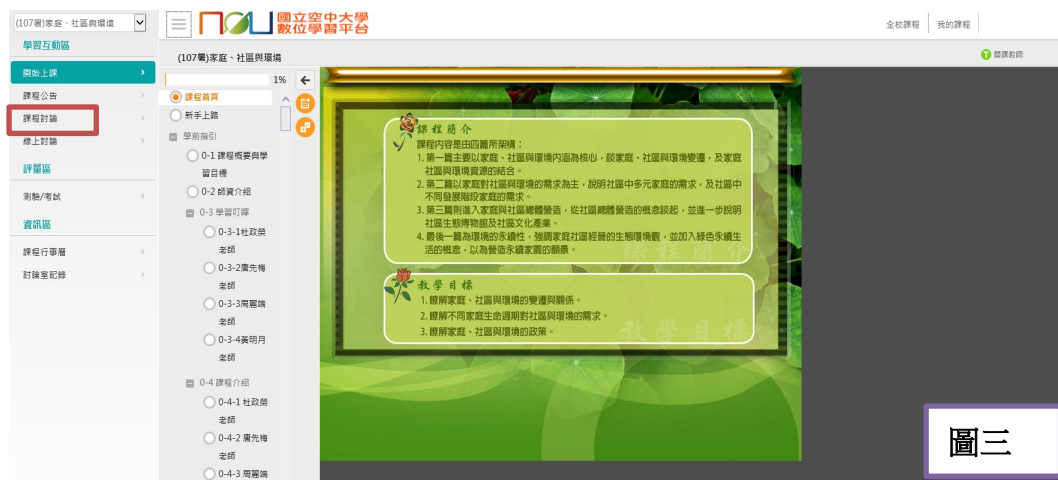 (107暑)家庭、社區與環境
學習互動區
開始上課
課程公告
課程討論
線上討論
評量區
測驗/考試
資訊區
課程行事曆
討論室記錄
NOU 國立空中大學
數位學習平台
全校課程
我的課程
(107暑)家庭、社區與環境
T 開課教師:
1%
課程首頁
新手上路
學前指引
0-1 課程概要與學
習目標
0-2 師資介紹
0-3 學習叮嚀
0-3-1杜政榮
老師
0-3-2唐先梅
老師
0-3-3周麗端
老師
0-3-4黃明月
老師
0-4 課程介紹
0-4-1 杜政榮
老師
0-4-2 唐先梅
老師
0-4-3 周麗端
課程簡介
課程內容是由四篇所架構：
1. 第一篇主要以家庭、社區與環境內涵為核心，談家庭、社區與環境變遷，及家庭
社區與環境資源的結合。
2. 第二篇以家庭對社區與環境的需求為主，說明社區中多元家庭的需求，及社區中
不同發展階段家庭的需求。
3. 第三篇則進入家庭與社區總體營造，從社區總體營造的概念談起，並進一步說明
社區生態博物館及社區文化產業。
4. 最後一篇為環境的永續性，強調家庭社區經營的生態環境觀，並加入綠色永續生
活的概念，以為營造永續家園的願景。
課程簡介
教學目標
1. 瞭解家庭、社區與環境的變遷與關係。
2. 瞭解不同家庭生命週期對社區與環境的需求。
3. 瞭解家庭、社區與環境的政策。
教學目標
圖三